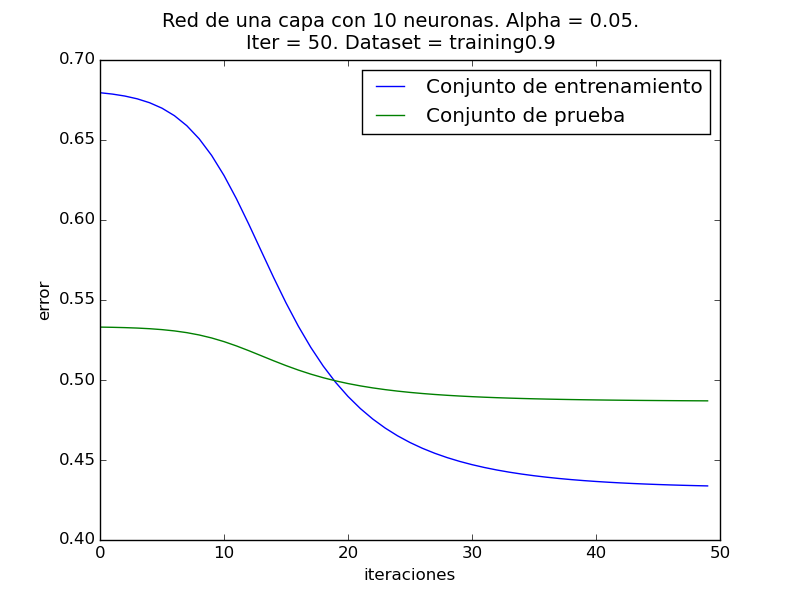 Red de una capa con 10 neuronas. Alpha = 0.05.
Iter = 50. Dataset = training0.9
Conjunto de entrenamiento
Conjunto de prueba
0.70
0.65
0.60
0.55
0.50
0.45
0.40
error
0 10 20 30 40 50
iteraciones